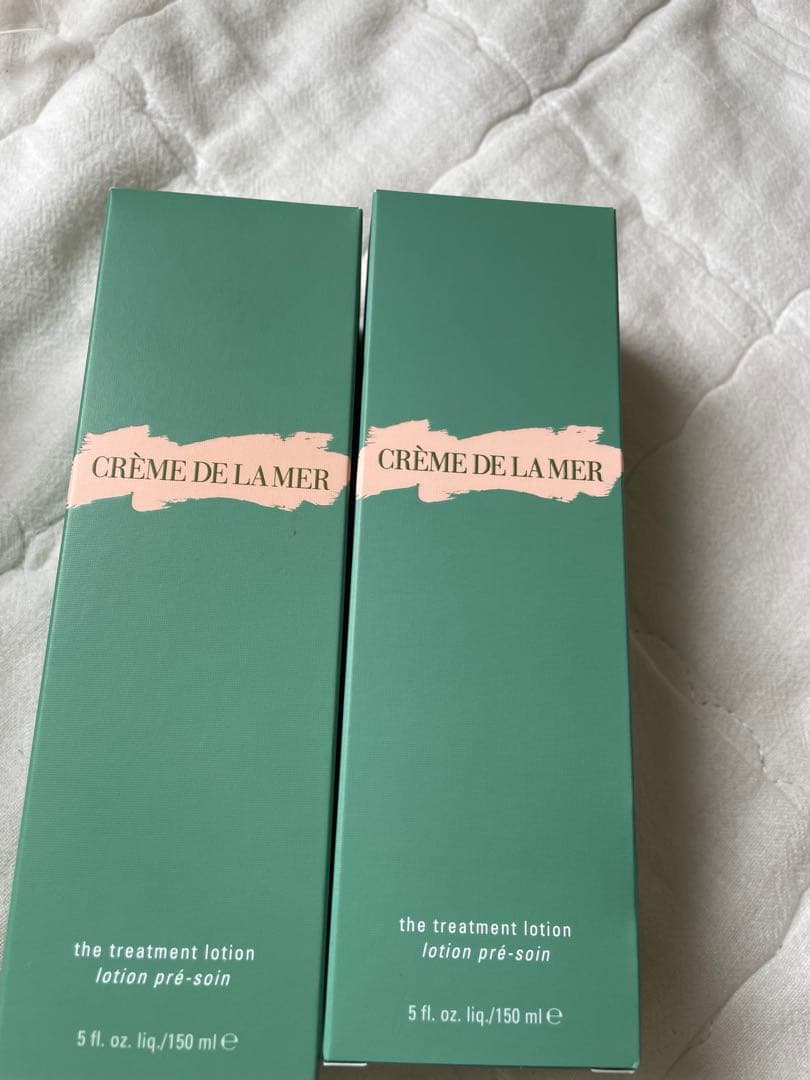 CRÈME DE LA MER
the treatment lotion
lotion pré-soin
5 fl. oz. liq./150 ml ℮
CRÈME DE LA MER
the treatment lotion
lotion pré-soin
5 fl. oz. liq./150 ml ℮